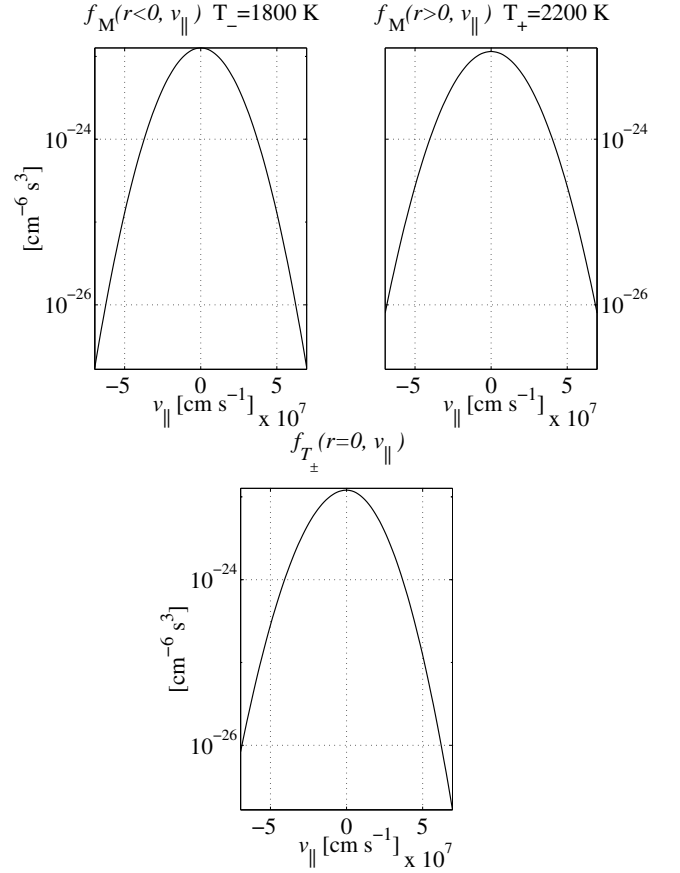 f_M(r<0, v_||) T_−=1800 K
f_M(r>0, v_||) T_+=2200 K
10^−24
10^−24
[cm^−6 s^3]
10^−26
10^−26
−5 0 5
−5 0 5
v_|| [cm s^−1] x 10^7
v_|| [cm s^−1] x 10^7
f_T_±(r=0, v_||)
10^−24
[cm^−6 s^3]
10^−26
−5 0 5
v_|| [cm s^−1] x 10^7